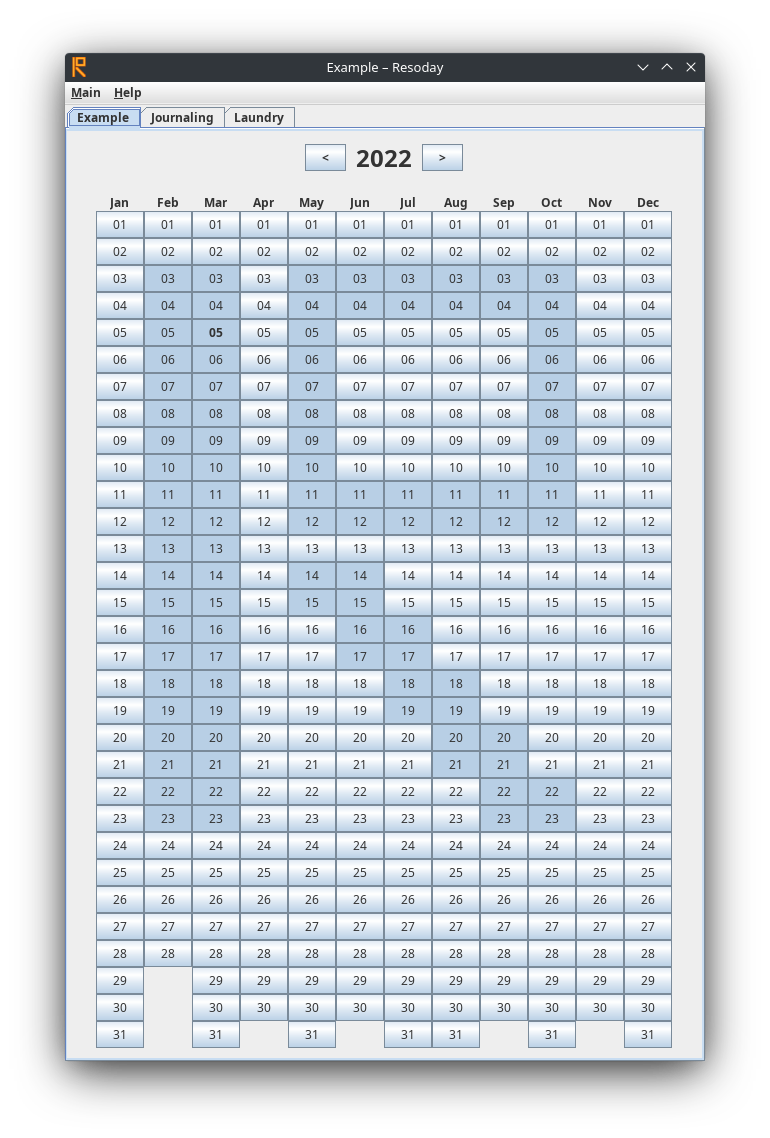 Example – Resoday
Main Help
Example Journaling Laundry
< 2022 >
Jan Feb Mar Apr May Jun Jul Aug Sep Oct Nov Dec
01 01 01 01 01 01 01 01 01 01 01 01
02 02 02 02 02 02 02 02 02 02 02 02
03 03 03 03 03 03 03 03 03 03 03 03
04 04 04 04 04 04 04 04 04 04 04 04
05 05 05 05 05 05 05 05 05 05 05 05
06 06 06 06 06 06 06 06 06 06 06 06
07 07 07 07 07 07 07 07 07 07 07 07
08 08 08 08 08 08 08 08 08 08 08 08
09 09 09 09 09 09 09 09 09 09 09 09
10 10 10 10 10 10 10 10 10 10 10 10
11 11 11 11 11 11 11 11 11 11 11 11
12 12 12 12 12 12 12 12 12 12 12 12
13 13 13 13 13 13 13 13 13 13 13 13
14 14 14 14 14 14 14 14 14 14 14 14
15 15 15 15 15 15 15 15 15 15 15 15
16 16 16 16 16 16 16 16 16 16 16 16
17 17 17 17 17 17 17 17 17 17 17 17
18 18 18 18 18 18 18 18 18 18 18 18
19 19 19 19 19 19 19 19 19 19 19 19
20 20 20 20 20 20 20 20 20 20 20 20
21 21 21 21 21 21 21 21 21 21 21 21
22 22 22 22 22 22 22 22 22 22 22 22
23 23 23 23 23 23 23 23 23 23 23 23
24 24 24 24 24 24 24 24 24 24 24 24
25 25 25 25 25 25 25 25 25 25 25 25
26 26 26 26 26 26 26 26 26 26 26 26
27 27 27 27 27 27 27 27 27 27 27 27
28 28 28 28 28 28 28 28 28 28 28 28
29 29 29 29 29 29 29 29 29 29 29
30 30 30 30 30 30 30 30 30 30 30
31 31 31 31 31 31 31